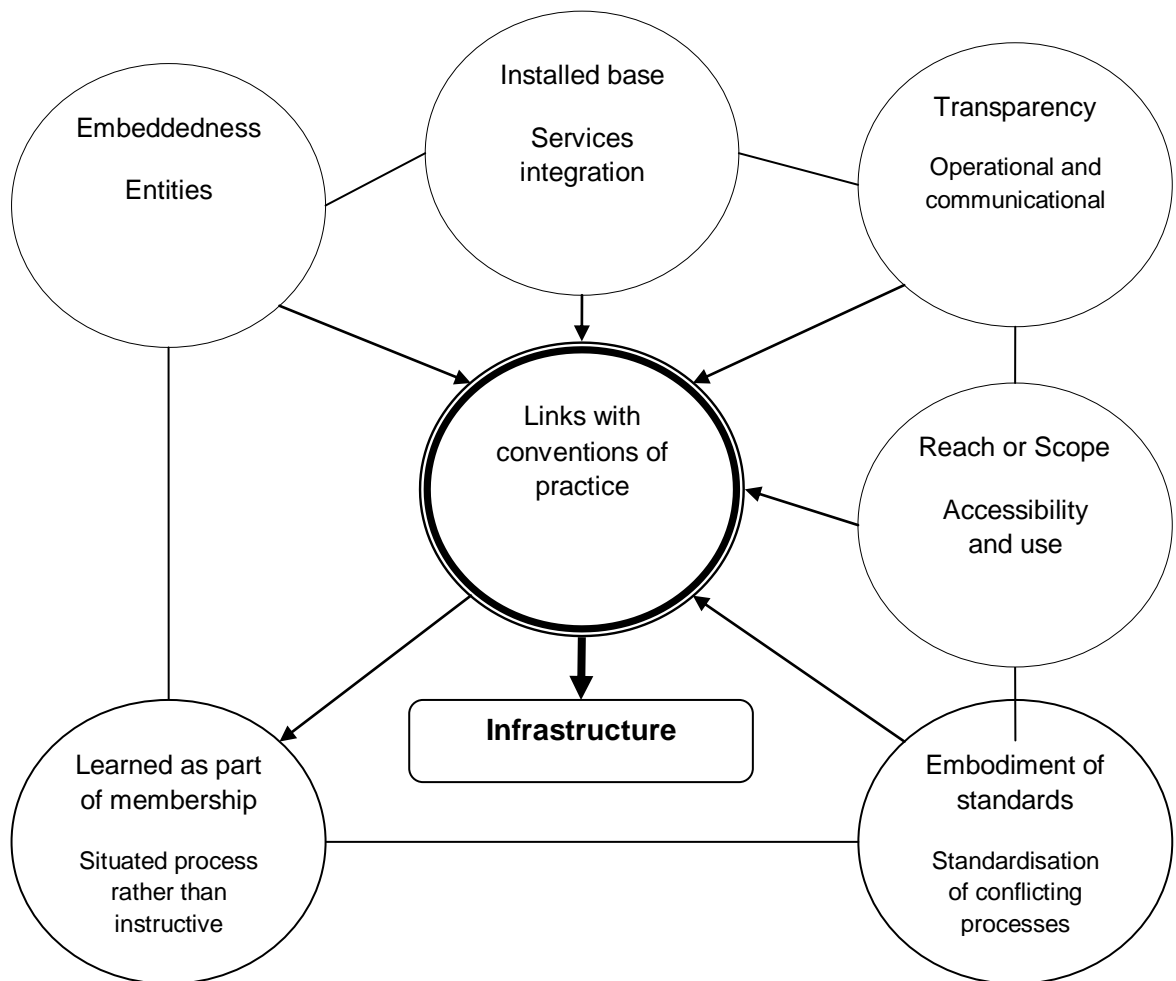 Embeddedness
Entities
Installed base
Services
integration
Transparency
Operational and
communicational
Links with
conventions of
practice
Reach or Scope
Accessibility
and use
Infrastructure
Learned as part
of membership
Situated process
rather than
instructive
Embodiment of
standards
Standardisation
of conflicting
processes